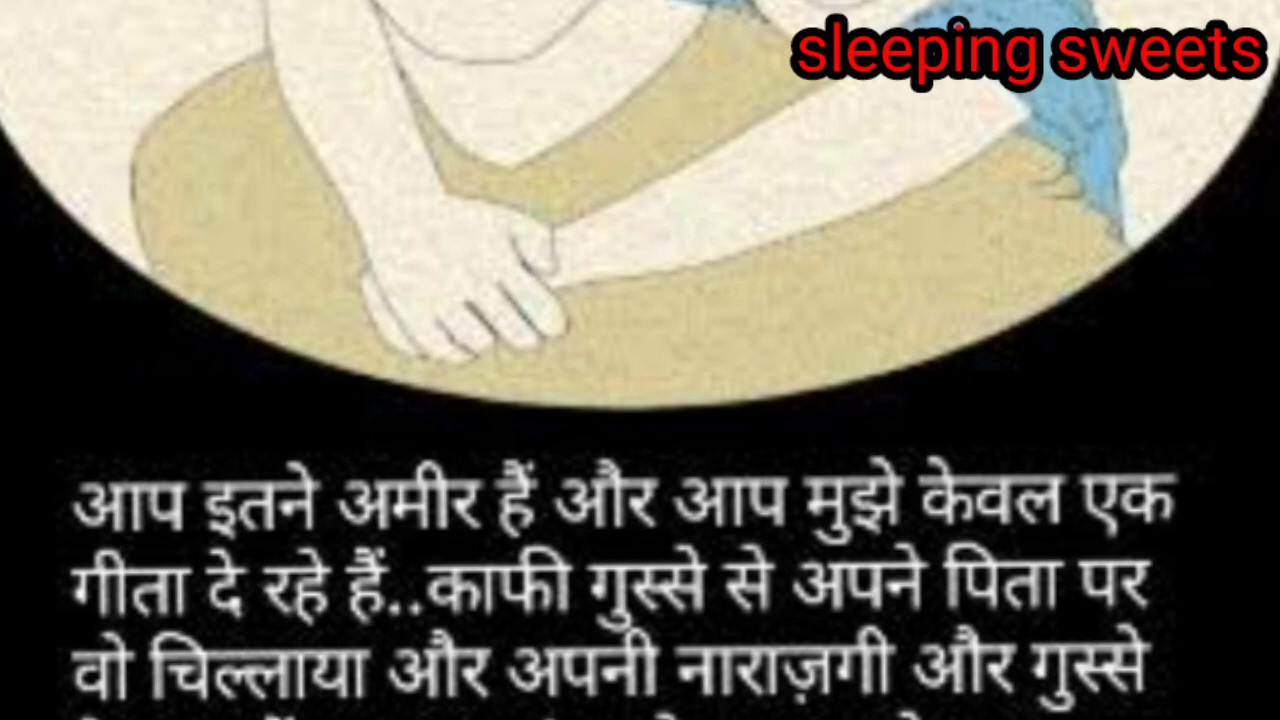 sleeping sweets
आप इतने अमीर हैं और आप मुझे केवल एक
गीता दे रहे हैं..काफी गुस्से से अपने पिता पर
वो चिल्लाया और अपनी नाराज़गी और गुस्से